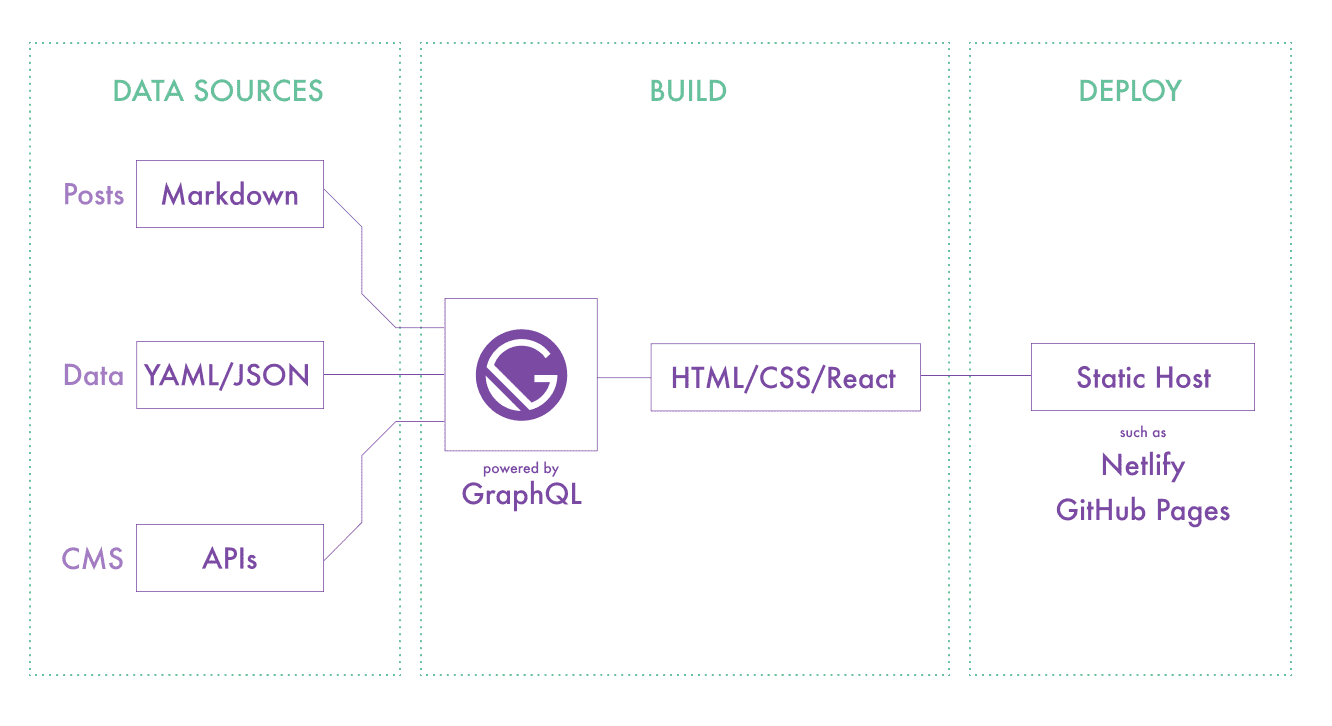 DATA SOURCES
BUILD
DEPLOY
Posts
Markdown
Data
YAML/JSON
CMS
APIs
powered by
GraphQL
HTML/CSS/React
Static Host
such as
Netlify
GitHub Pages